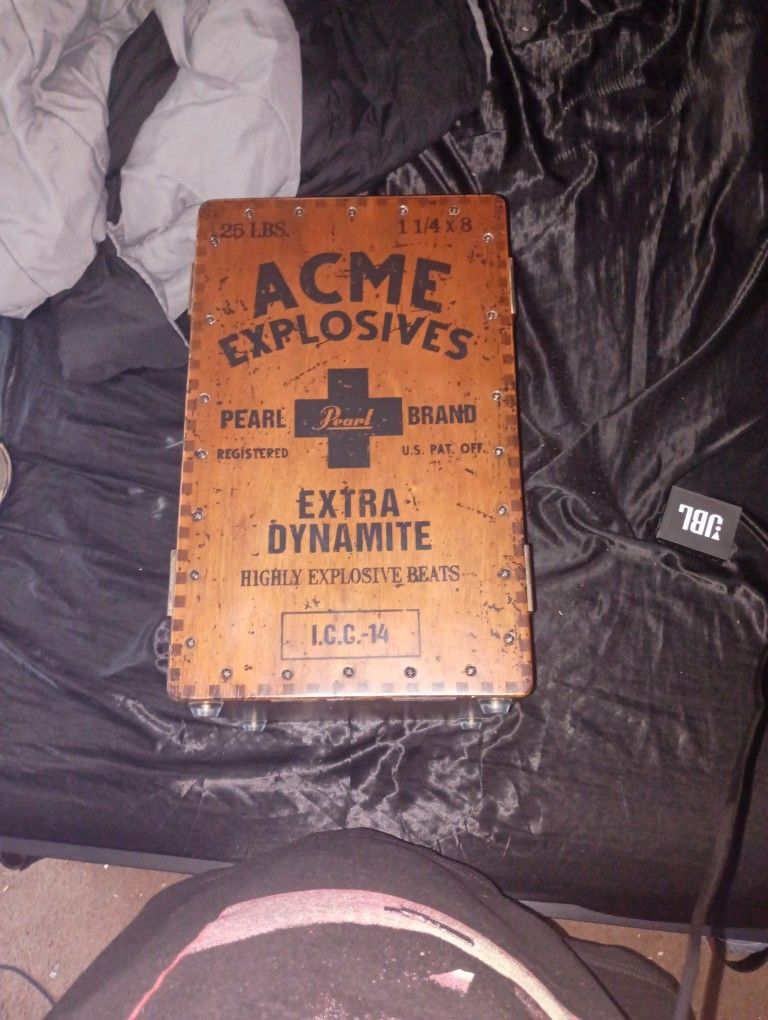 25 LBS. 1 1/4 x 8
ACME
EXPLOSIVES
PEARL Pearl BRAND
REGISTERED U.S. PAT. OFF.
EXTRA
DYNAMITE
HIGHLY EXPLOSIVE BEATS
I.C.C.-14
JBL